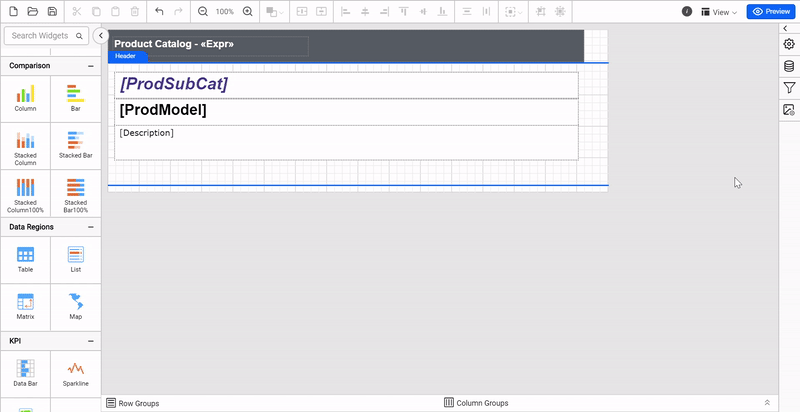 100%
i
View
Preview
Search Widgets
Comparison
Column
Bar
Stacked
Column
Stacked Bar
Stacked
Column100%
Stacked
Bar100%
Data Regions
Table
List
Matrix
Map
KPI
Data Bar
Sparkline
Product Catalog - «Expr»
Header
[ProdSubCat]
[ProdModel]
[Description]
Row Groups
Column Groups